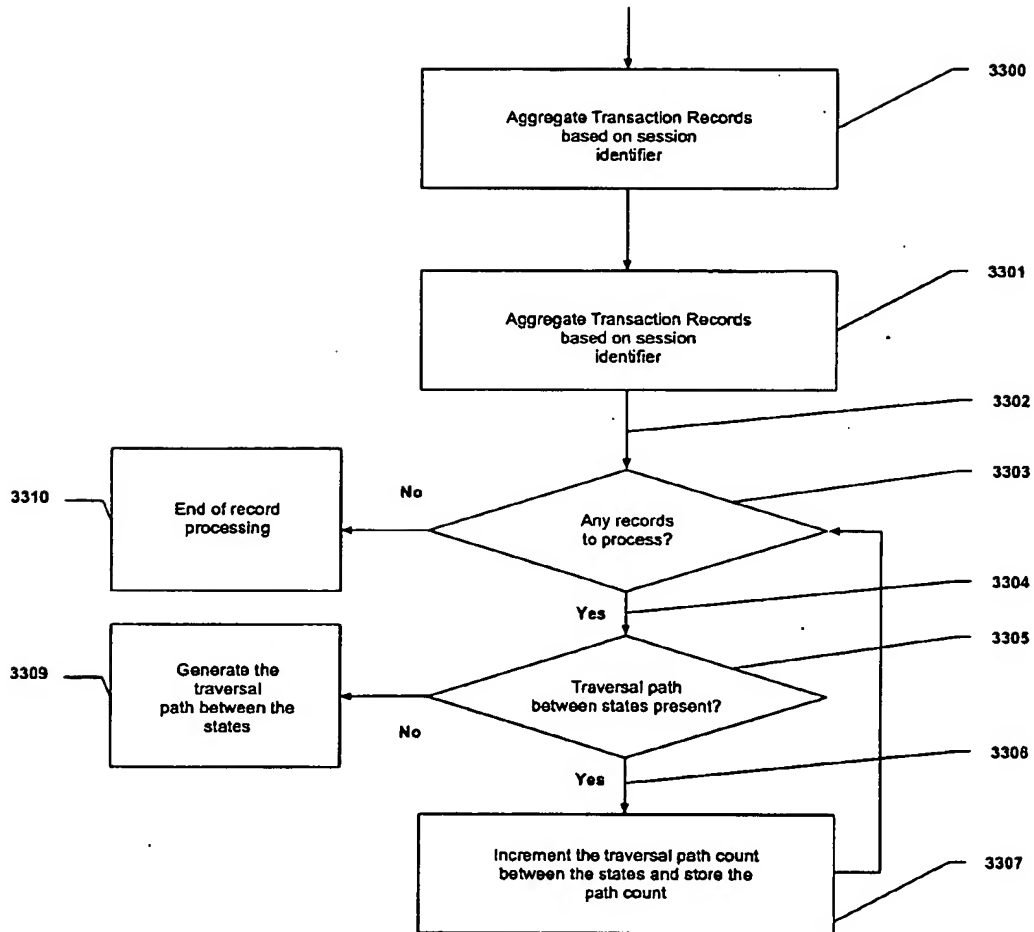 3300
Aggregate Transaction Records
based on session
identifier
3301
Aggregate Transaction Records
based on session
identifier
3302
3303
3310
End of record
processing
No
Any records
to process?
3304
Yes
3305
3309
Generate the
traversal
path between the
states
No
Traversal path
between states present?
3306
Yes
Increment the traversal path count
between the states and store the
path count
3307